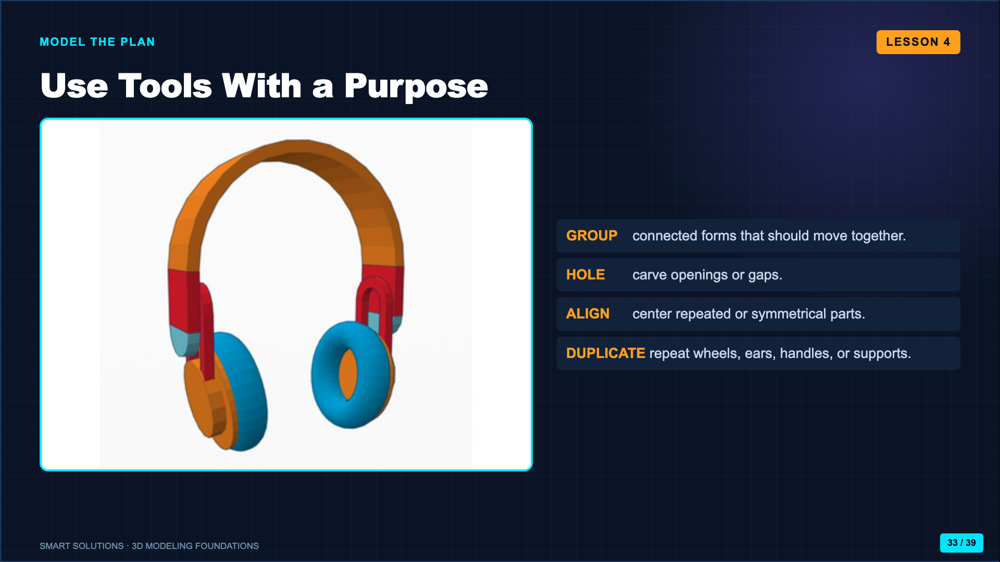 MODEL THE PLAN
LESSON 4
Use Tools With a Purpose
GROUP connected forms that should move together.
HOLE carve openings or gaps.
ALIGN center repeated or symmetrical parts.
DUPLICATE repeat wheels, ears, handles, or supports.
SMART SOLUTIONS · 3D MODELING FOUNDATIONS
33 / 39